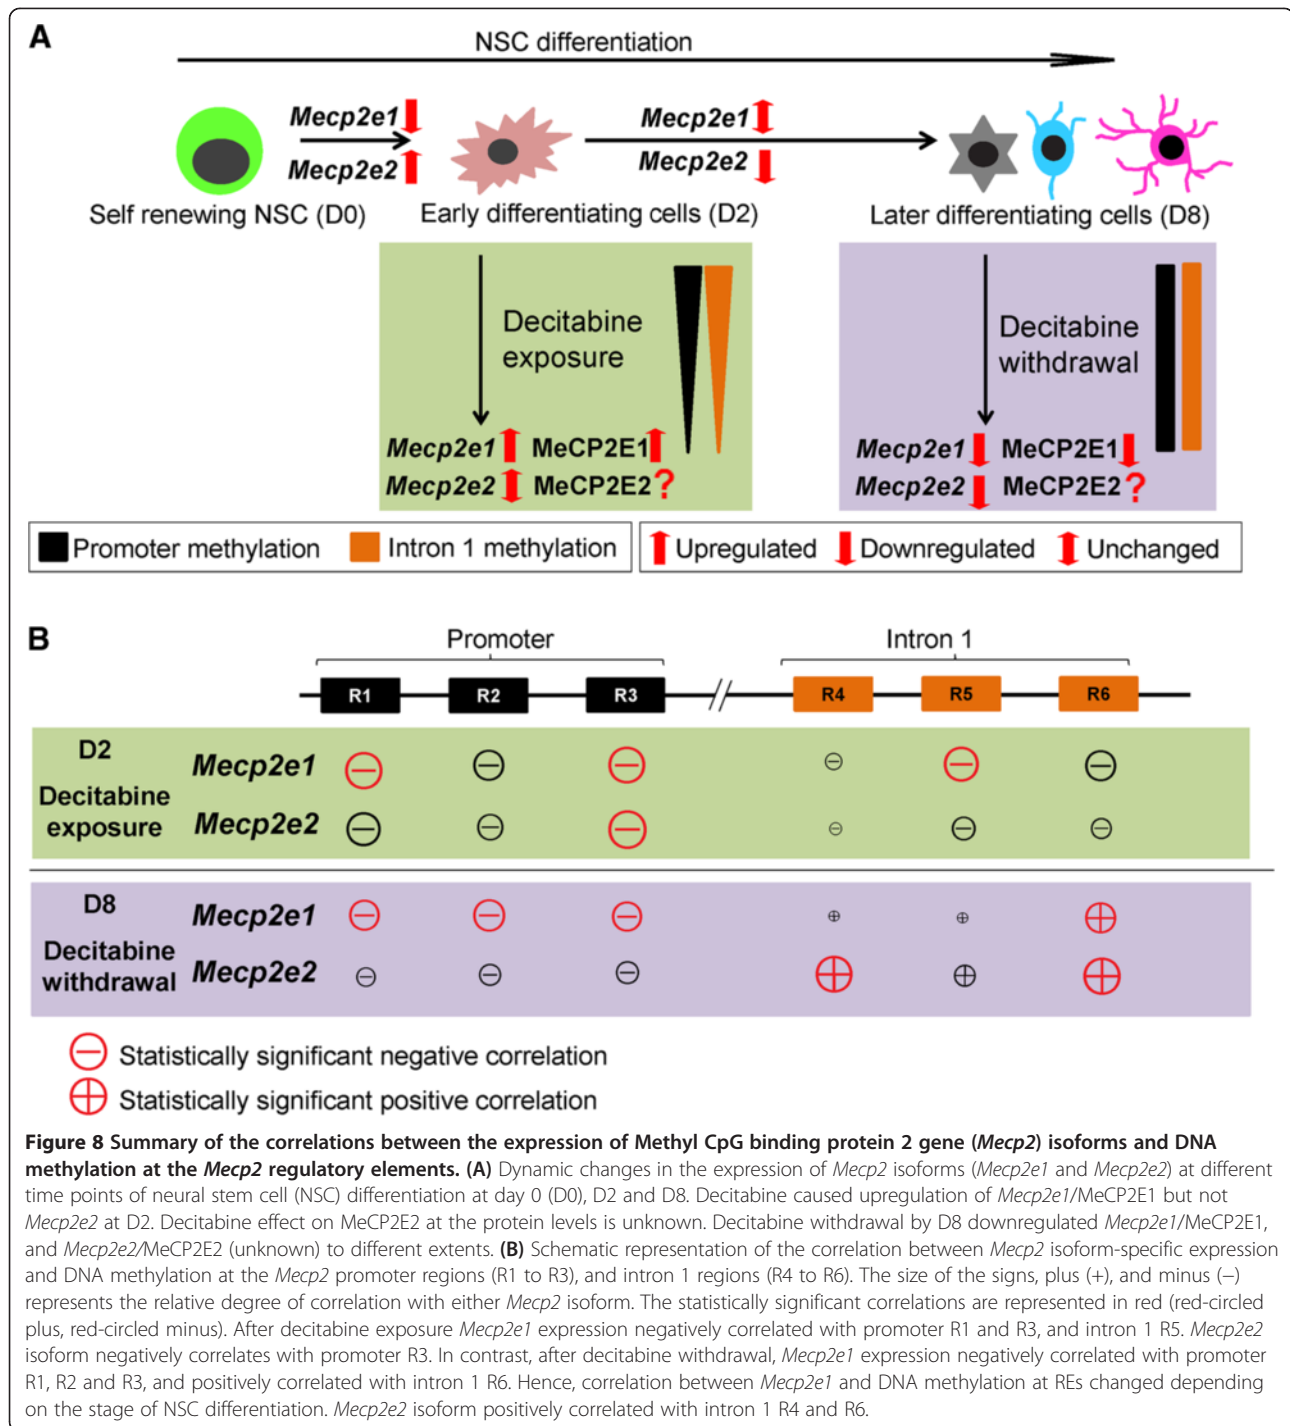 A
NSC differentiation
Mecp2e1
Mecp2e2
Mecp2e1
Mecp2e2
Self renewing NSC (D0)
Early differentiating cells (D2)
Later differentiating cells (D8)
Decitabine
exposure
Mecp2e1 MeCP2E1
Mecp2e2 MeCP2E2 ?
Decitabine
withdrawal
Mecp2e1 MeCP2E1
Mecp2e2 MeCP2E2 ?
Promoter methylation Intron 1 methylation
Upregulated Downregulated Unchanged
B
Promoter
Intron 1
R1 R2 R3 // R4 R5 R6
D2
Decitabine
exposure
Mecp2e1
Mecp2e2
D8
Decitabine
withdrawal
Mecp2e1
Mecp2e2
Statistically significant negative correlation
Statistically significant positive correlation
Figure 8 Summary of the correlations between the expression of Methyl CpG binding protein 2 gene (Mecp2) isoforms and DNA
methylation at the Mecp2 regulatory elements. (A) Dynamic changes in the expression of Mecp2 isoforms (Mecp2e1 and Mecp2e2) at different
time points of neural stem cell (NSC) differentiation at day 0 (D0), D2 and D8. Decitabine caused upregulation of Mecp2e1/MeCP2E1 but not
Mecp2e2 at D2. Decitabine effect on MeCP2E2 at the protein levels is unknown. Decitabine withdrawal by D8 downregulated Mecp2e1/MeCP2E1,
and Mecp2e2/MeCP2E2 (unknown) to different extents. (B) Schematic representation of the correlation between Mecp2 isoform-specific expression
and DNA methylation at the Mecp2 promoter regions (R1 to R3), and intron 1 regions (R4 to R6). The size of the signs, plus (+), and minus (−)
represents the relative degree of correlation with either Mecp2 isoform. The statistically significant correlations are represented in red (red-circled
plus, red-circled minus). After decitabine exposure Mecp2e1 expression negatively correlated with promoter R1 and R3, and intron 1 R5. Mecp2e2
isoform negatively correlates with promoter R3. In contrast, after decitabine withdrawal, Mecp2e1 expression negatively correlated with promoter
R1, R2 and R3, and positively correlated with intron 1 R6. Hence, correlation between Mecp2e1 and DNA methylation at REs changed depending
on the stage of NSC differentiation. Mecp2e2 isoform positively correlated with intron 1 R4 and R6.